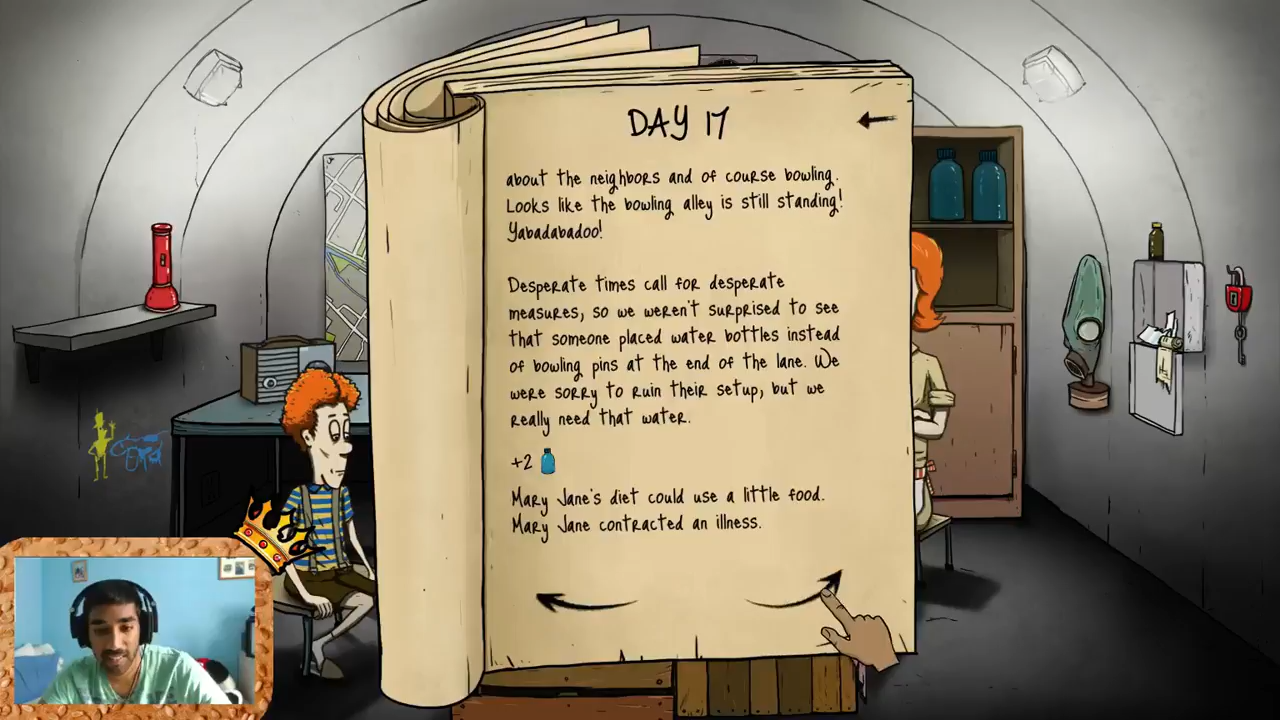 DAY 17
about the neighbors and of course bowling.
Looks like the bowling alley is still standing!
Yabadabadoo!
Desperate times call for desperate
measures, so we weren't surprised to see
that someone placed water bottles instead
of bowling pins at the end of the lane. We
were sorry to ruin their setup, but we
really need that water.
+2
Mary Jane's diet could use a little food.
Mary Jane contracted an illness.